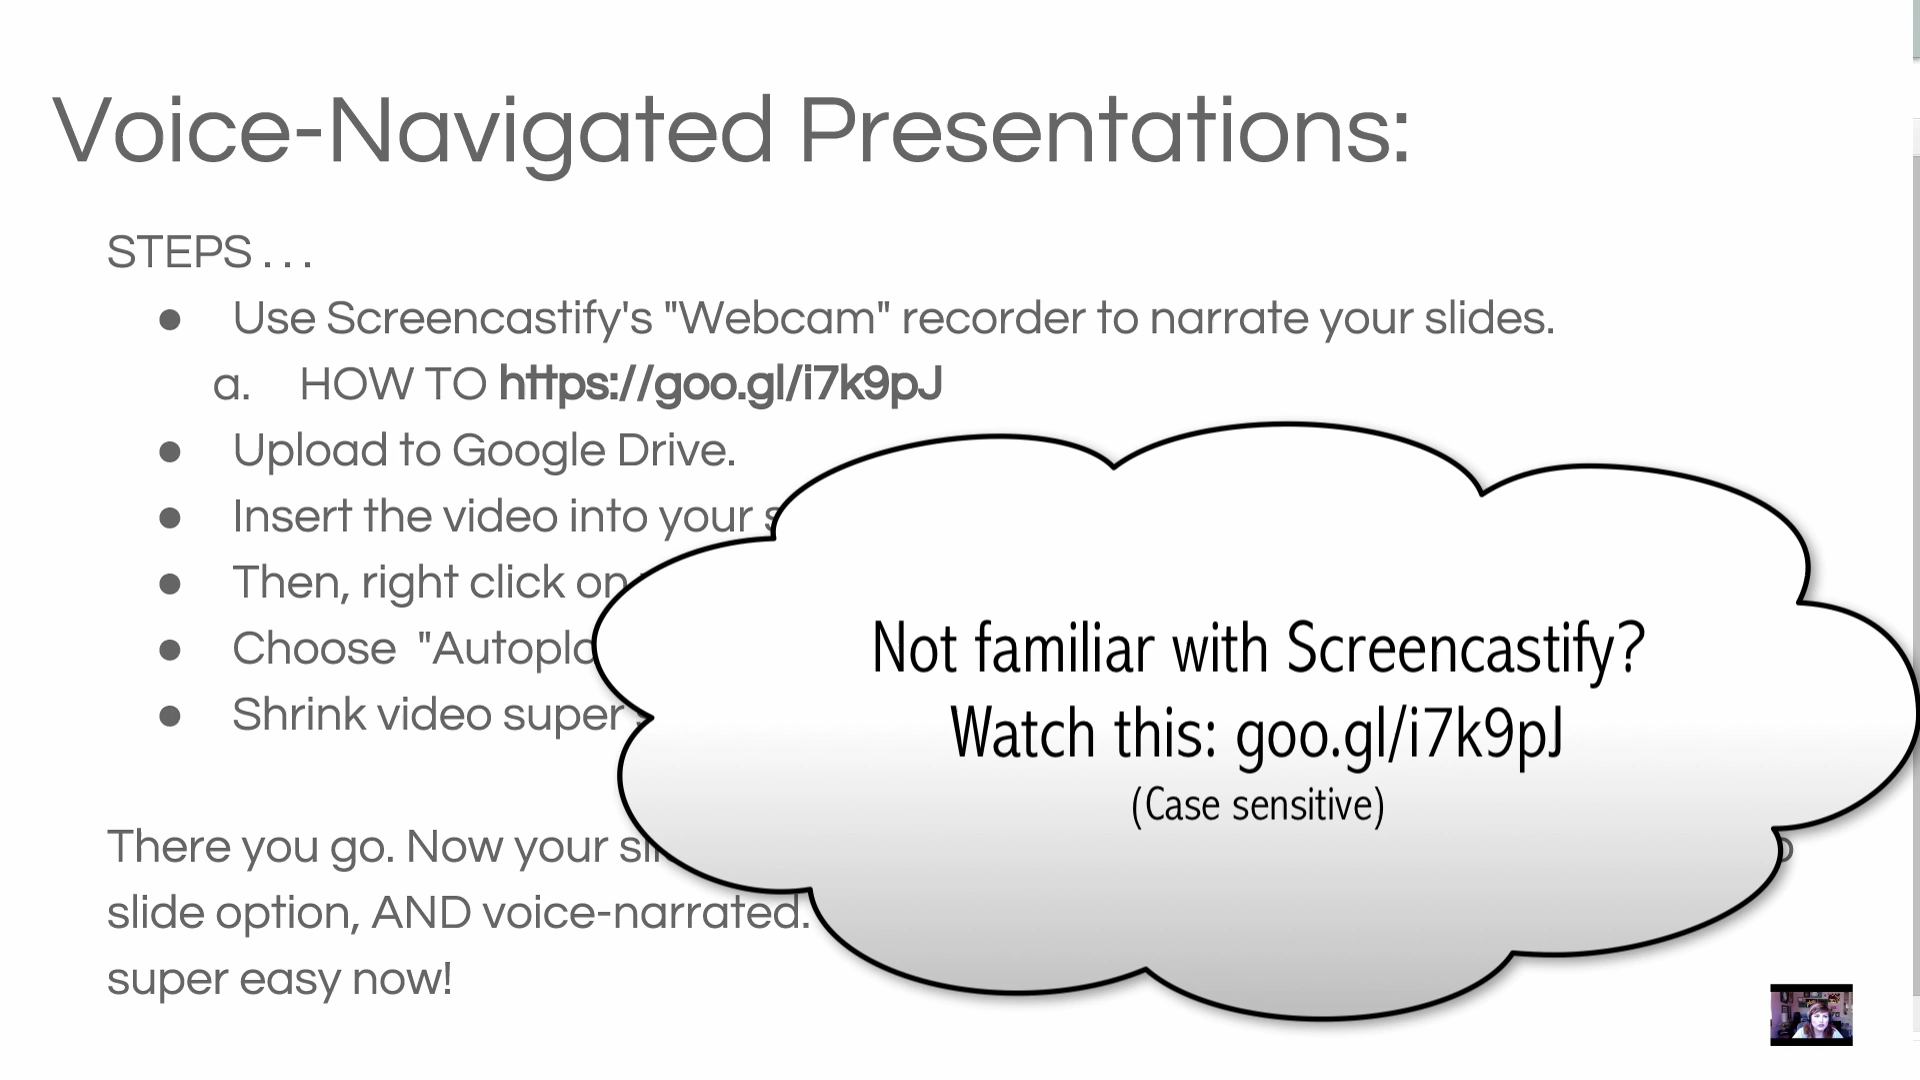 Voice-Navigated Presentations:
STEPS . . .
● Use Screencastify's "Webcam" recorder to narrate your slides.
a. HOW TO https://goo.gl/i7k9pJ
● Upload to Google Drive.
● Insert the video into your
● Then, right click on
● Choose "Autopla
● Shrink video super
There you go. Now your
slide option, AND voice-narrated.
super easy now!
Not familiar with Screencastify?
Watch this: goo.gl/i7k9pJ
(Case sensitive)